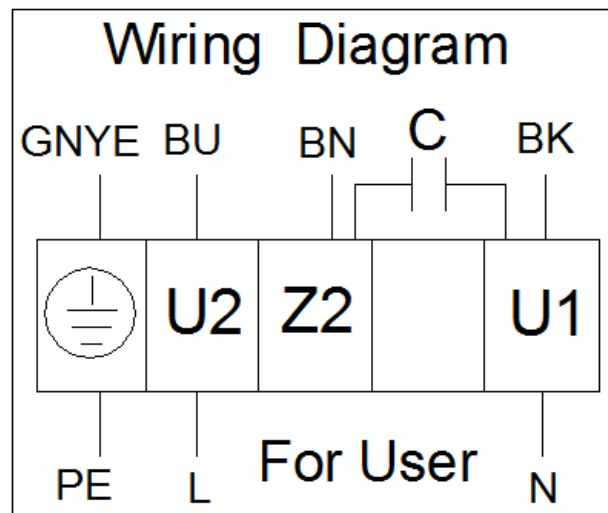 Wiring Diagram
GNYE BU BN C BK
U2 Z2 U1
PE L For User N